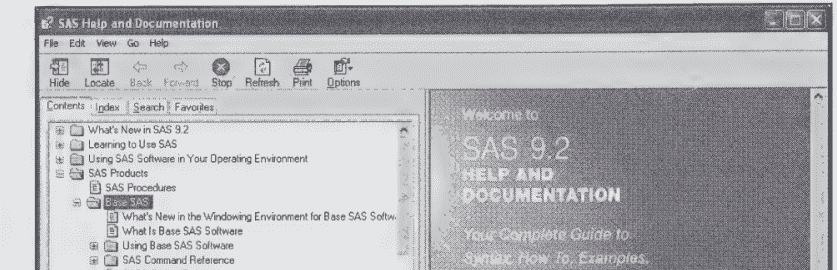 SAS Help and Documentation
File Edit View Go Help
Hide Locate Back Forward Stop Refresh Print Options
Contents Index Search Favorites
What's New in SAS 9.2
Learning to Use SAS
Using SAS Software in Your Operating Environment
SAS Products
SAS Procedures
Base SAS
What's New in the Windowing Environment for Base SAS Softw
What Is Base SAS Software
Using Base SAS Software
SAS Command Reference
Welcome to
SAS 9.2
HELP AND
DOCUMENTATION
Your Complete Guide to
Syntax, How To, Examples,